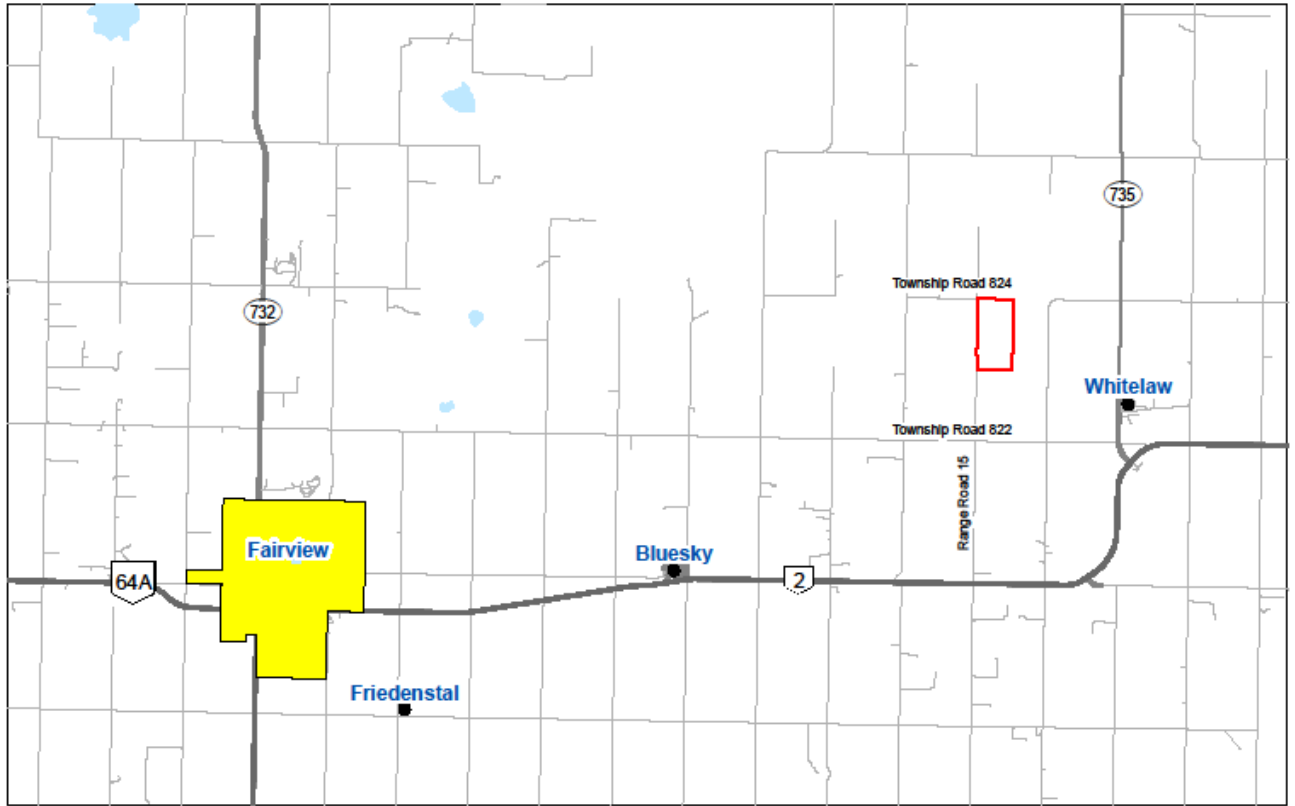 735
Township Road 824
732
Whitelaw
Township Road 822
Range Road 15
Fairview
Bluesky
64A
2
Friedenstal